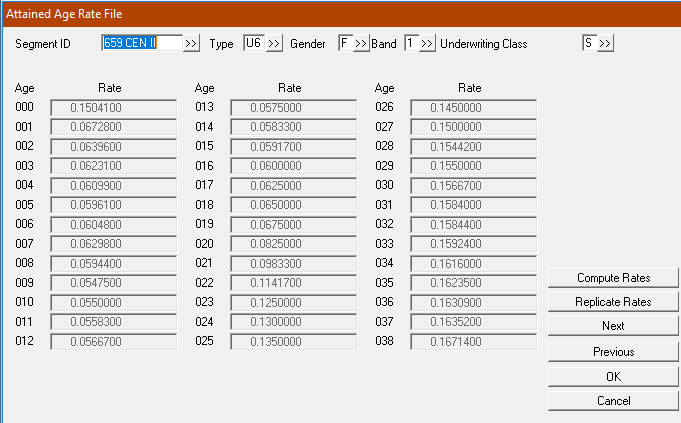 Attained Age Rate File
Segment ID 659 CEN II >> Type U6 >> Gender F >> Band 1 >> Underwriting Class S >>
Age Rate Age Rate Age Rate
000 0.1504100 013 0.0575000 026 0.1450000
001 0.0672800 014 0.0583300 027 0.1500000
002 0.0639600 015 0.0591700 028 0.1544200
003 0.0623100 016 0.0600000 029 0.1550000
004 0.0609900 017 0.0625000 030 0.1566700
005 0.0596100 018 0.0650000 031 0.1584000
006 0.0604800 019 0.0675000 032 0.1584400
007 0.0629800 020 0.0825000 033 0.1592400
008 0.0594400 021 0.0983300 034 0.1616000
009 0.0547500 022 0.1141700 035 0.1623500
010 0.0550000 023 0.1250000 036 0.1630900
011 0.0558300 024 0.1300000 037 0.1635200
012 0.0566700 025 0.1350000 038 0.1671400
Compute Rates
Replicate Rates
Next
Previous
OK
Cancel